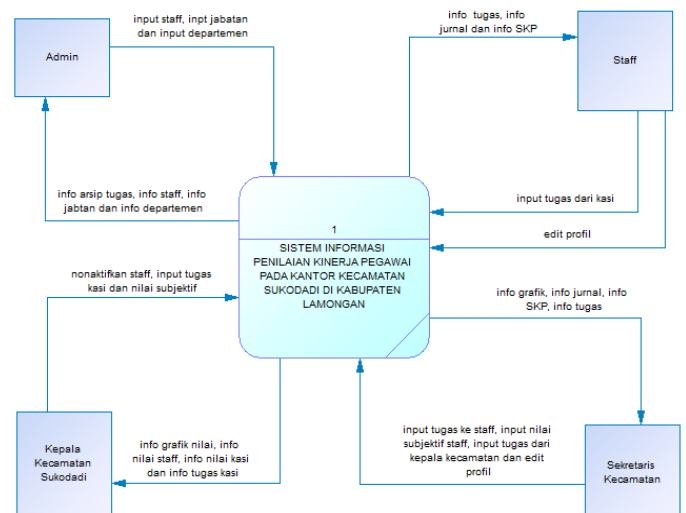 input staff, inpt jabatan
dan input departemen
Admin
info tugas, info
jurnal dan info SKP
Staff
info arsip tugas, info staff, info
jabtan dan info departemen
input tugas dari kasi
edit profil
1
SISTEM INFORMASI
PENILAIAN KINERJA PEGAWAI
PADA KANTOR KECAMATAN
SUKODADI DI KABUPATEN
LAMONGAN
nonaktifkan staff, input tugas
kasi dan nilai subjektif
info grafik, info jurnal, info
SKP, info tugas
Kepala
Kecamatan
Sukodadi
info grafik nilai, info
nilai staff, info nilai kasi
dan info tugas kasi
input tugas ke staff, input nilai
subjektif staff, input tugas dari
kepala kecamatan dan edit
profil
Sekretaris
Kecamatan